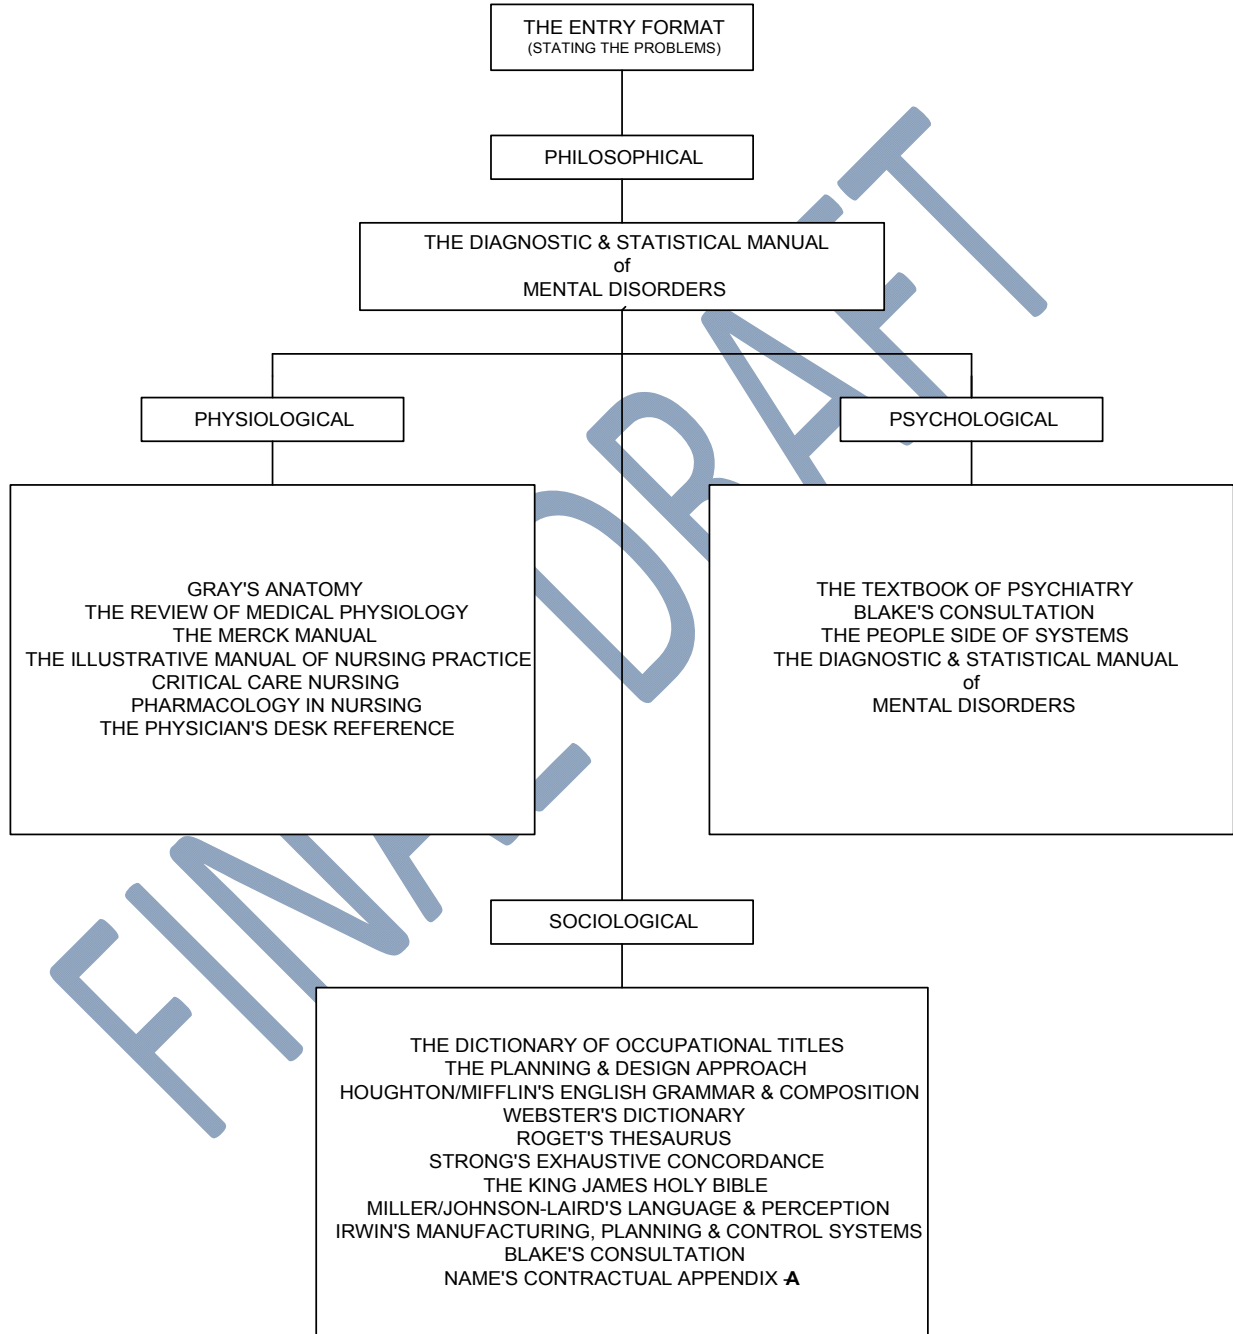 THE ENTRY FORMAT
(STATING THE PROBLEMS)
PHILOSOPHICAL
THE DIAGNOSTIC & STATISTICAL MANUAL
of
MENTAL DISORDERS
PHYSIOLOGICAL
PSYCHOLOGICAL
GRAY'S ANATOMY
THE REVIEW OF MEDICAL PHYSIOLOGY
THE MERCK MANUAL
THE ILLUSTRATIVE MANUAL OF NURSING PRACTICE
CRITICAL CARE NURSING
PHARMACOLOGY IN NURSING
THE PHYSICIAN'S DESK REFERENCE
THE TEXTBOOK OF PSYCHIATRY
BLAKE'S CONSULTATION
THE PEOPLE SIDE OF SYSTEMS
THE DIAGNOSTIC & STATISTICAL MANUAL
of
MENTAL DISORDERS
SOCIOLOGICAL
THE DICTIONARY OF OCCUPATIONAL TITLES
THE PLANNING & DESIGN APPROACH
HOUGHTON/MIFFLIN'S ENGLISH GRAMMAR & COMPOSITION
WEBSTER'S DICTIONARY
ROGET'S THESAURUS
STRONG'S EXHAUSTIVE CONCORDANCE
THE KING JAMES HOLY BIBLE
MILLER/JOHNSON-LAIRD'S LANGUAGE & PERCEPTION
IRWIN'S MANUFACTURING, PLANNING & CONTROL SYSTEMS
BLAKE'S CONSULTATION
NAME'S CONTRACTUAL APPENDIX -A
FINAL DRAFT